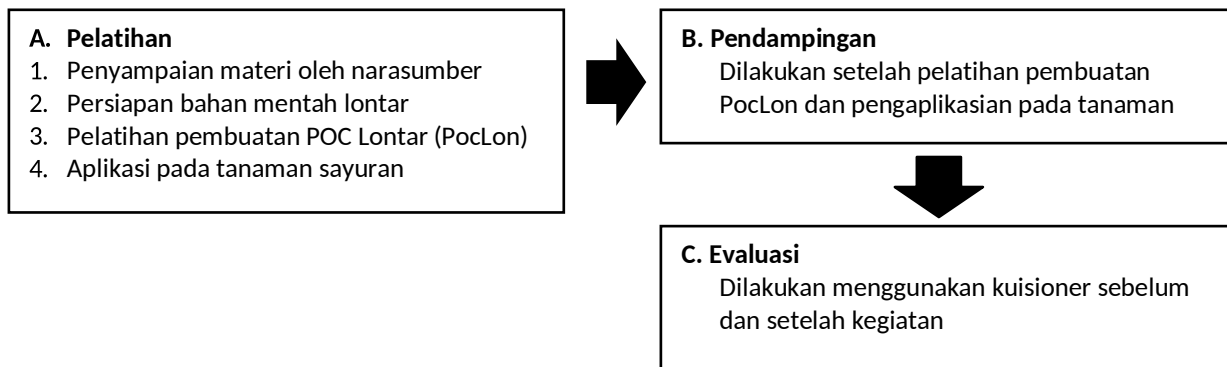 A. Pelatihan
1. Penyampaian materi oleh narasumber
2. Persiapan bahan mentah lontar
3. Pelatihan pembuatan POC Lontar (PocLon)
4. Aplikasi pada tanaman sayuran
B. Pendampingan
Dilakukan setelah pelatihan pembuatan
PocLon dan pengaplikasian pada tanaman
C. Evaluasi
Dilakukan menggunakan kuisioner sebelum
dan setelah kegiatan